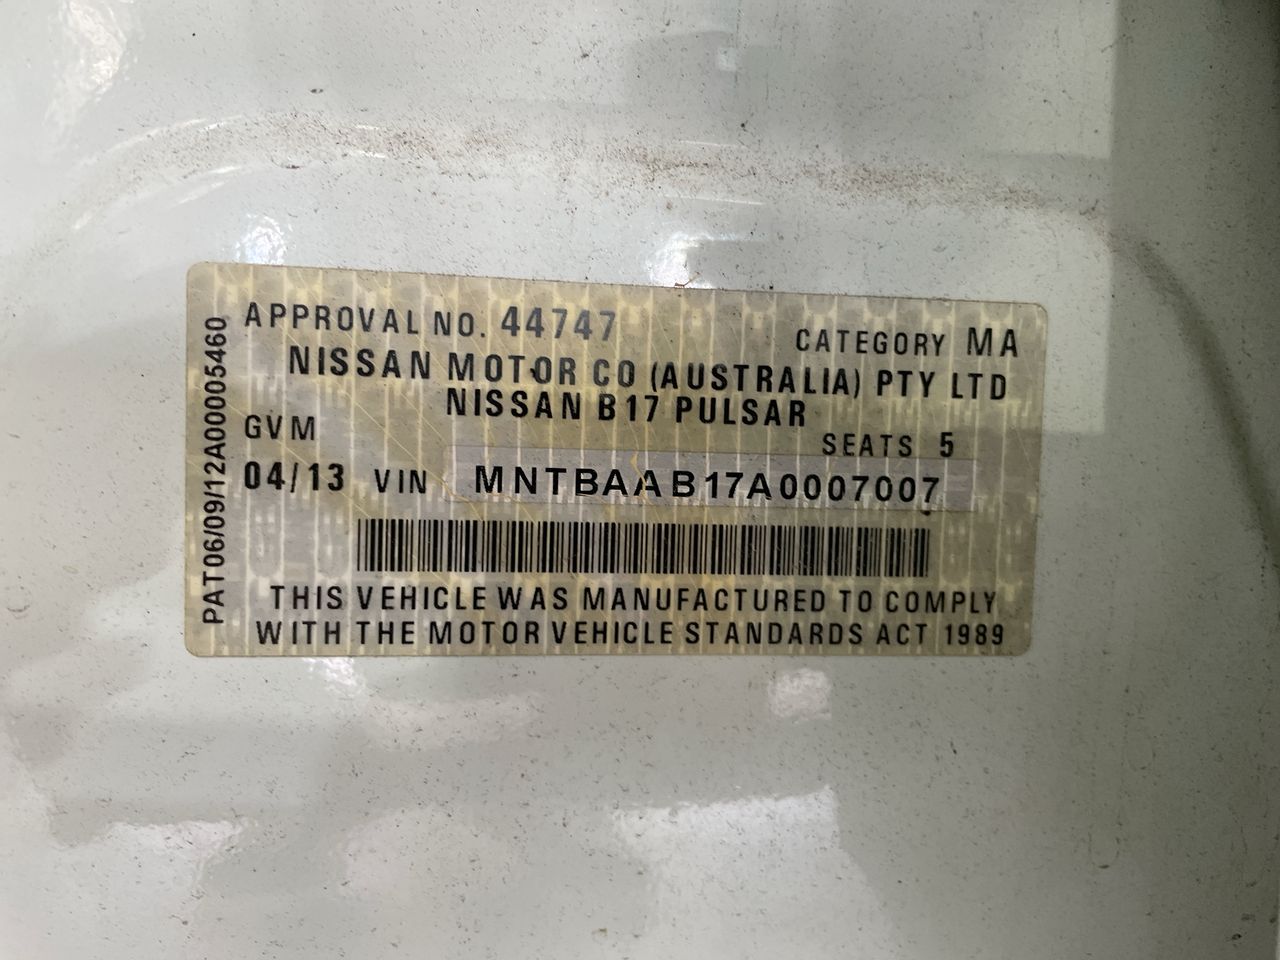 APPROVAL NO. 44747
CATEGORY MA
NISSAN MOTOR CO (AUSTRALIA) PTY LTD
NISSAN B17 PULSAR
GVM
SEATS 5
04/13 VIN MNTBAAB17A0007007
THIS VEHICLE WAS MANUFACTURED TO COMPLY
WITH THE MOTOR VEHICLE STANDARDS ACT 1989
PAT06/09/12A00005460